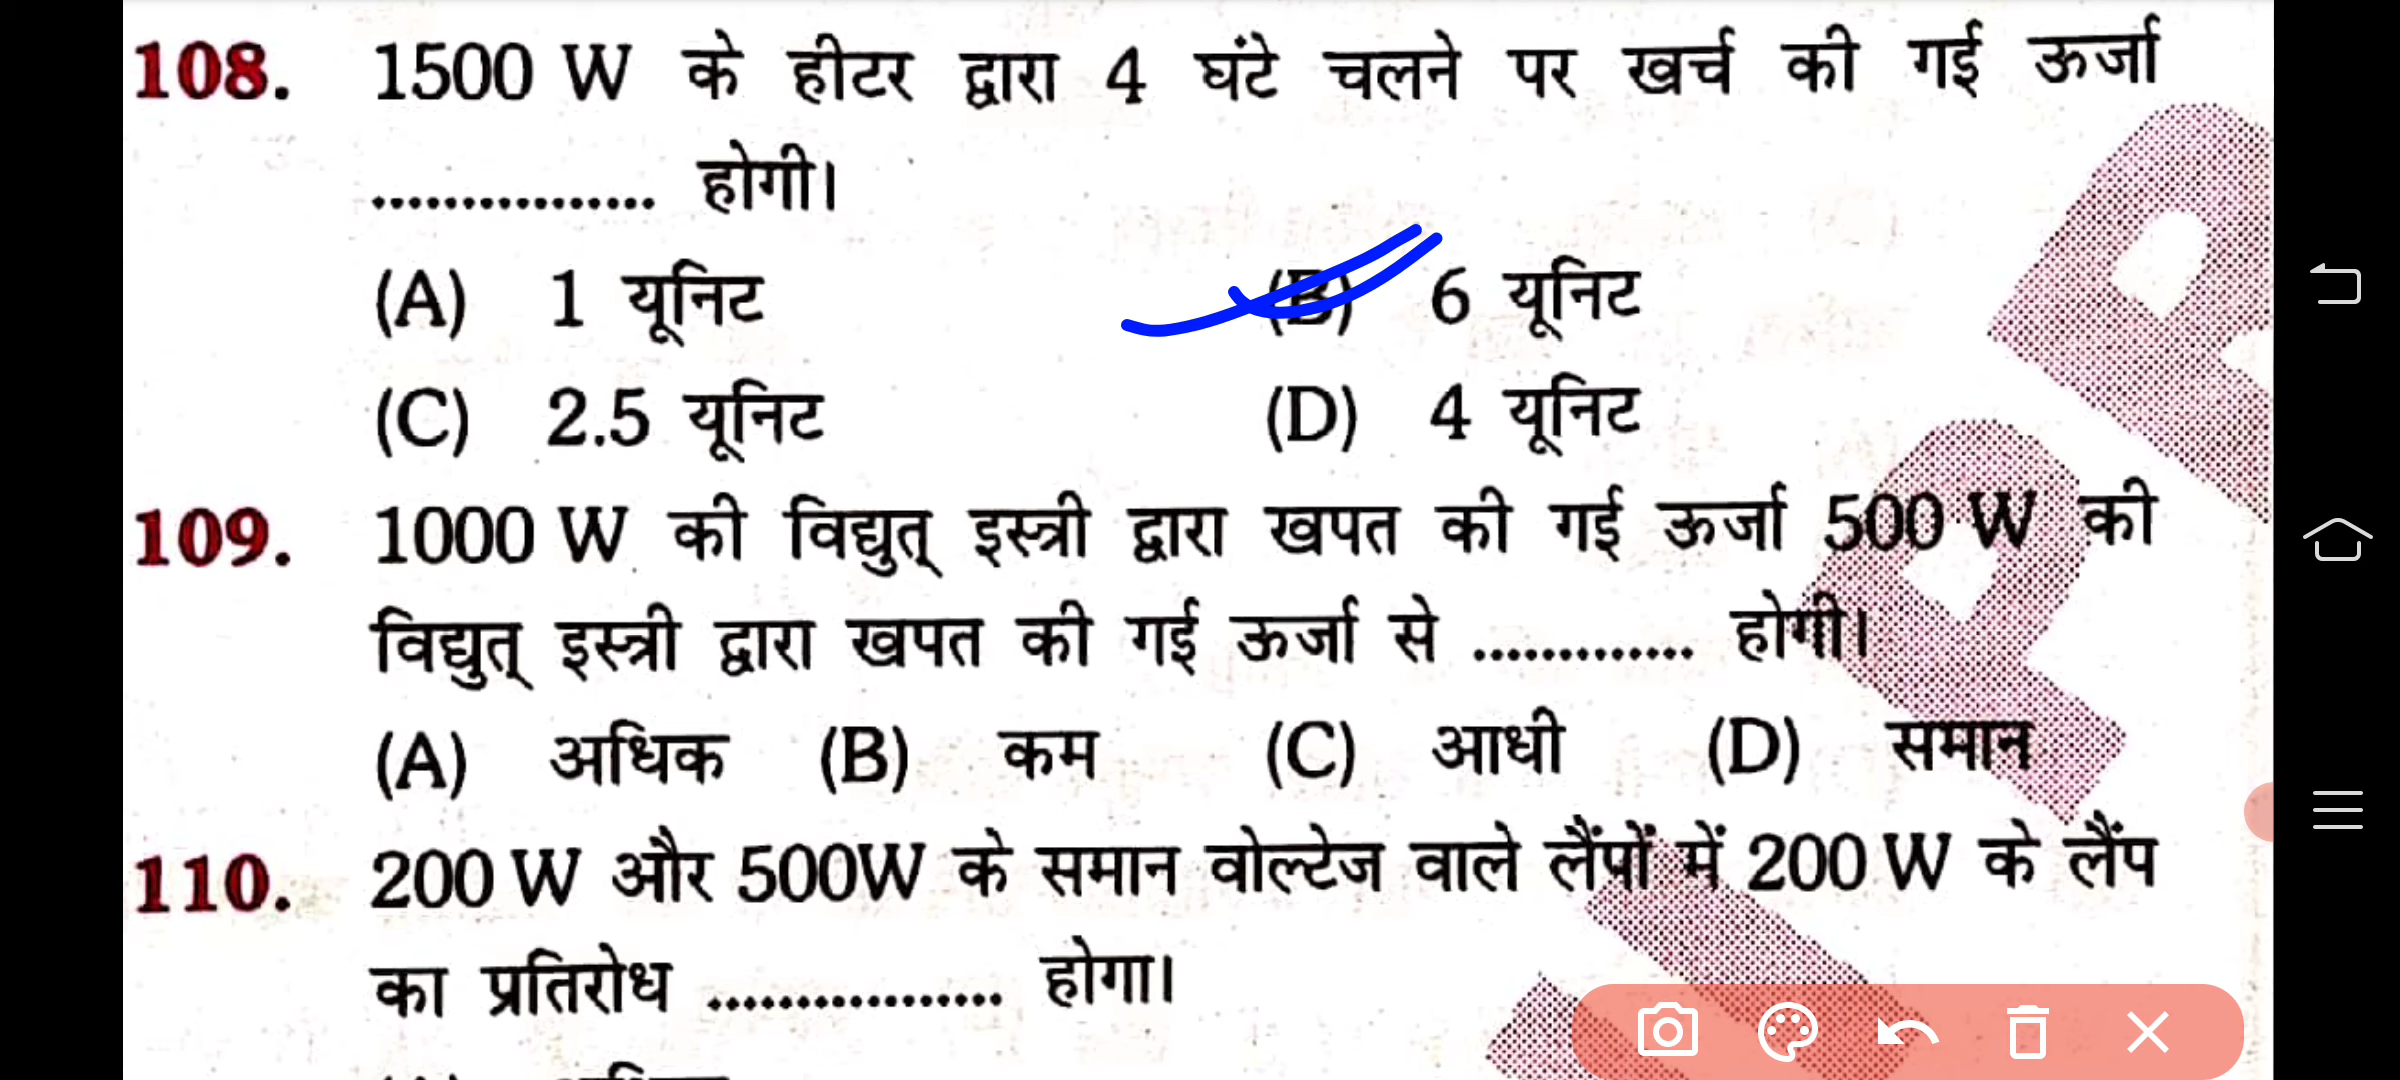 108. 1500 W के हीटर द्वारा 4 घंटे चलने पर खर्च की गई ऊर्जा
................ होगी।
(A) 1 यूनिट (B) 6 यूनिट
(C) 2.5 यूनिट (D) 4 यूनिट
109. 1000 W की विद्युत् इस्त्री द्वारा खपत की गई ऊर्जा 500 W की
विद्युत् इस्त्री द्वारा खपत की गई ऊर्जा से ............. होगी।
(A) अधिक (B) कम (C) आधी (D) समान
110. 200 W और 500W के समान वोल्टेज वाले लैंपों में 200 W के लैंप
का प्रतिरोध ................. होगा।